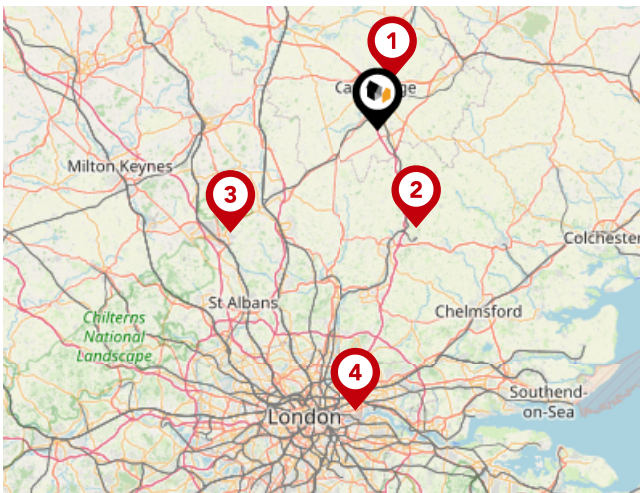 1
Milton Keynes
3
2
Colchester
St Albans
Chilterns
National
Landscape
Chelmsford
4
Southend-
on-Sea
London